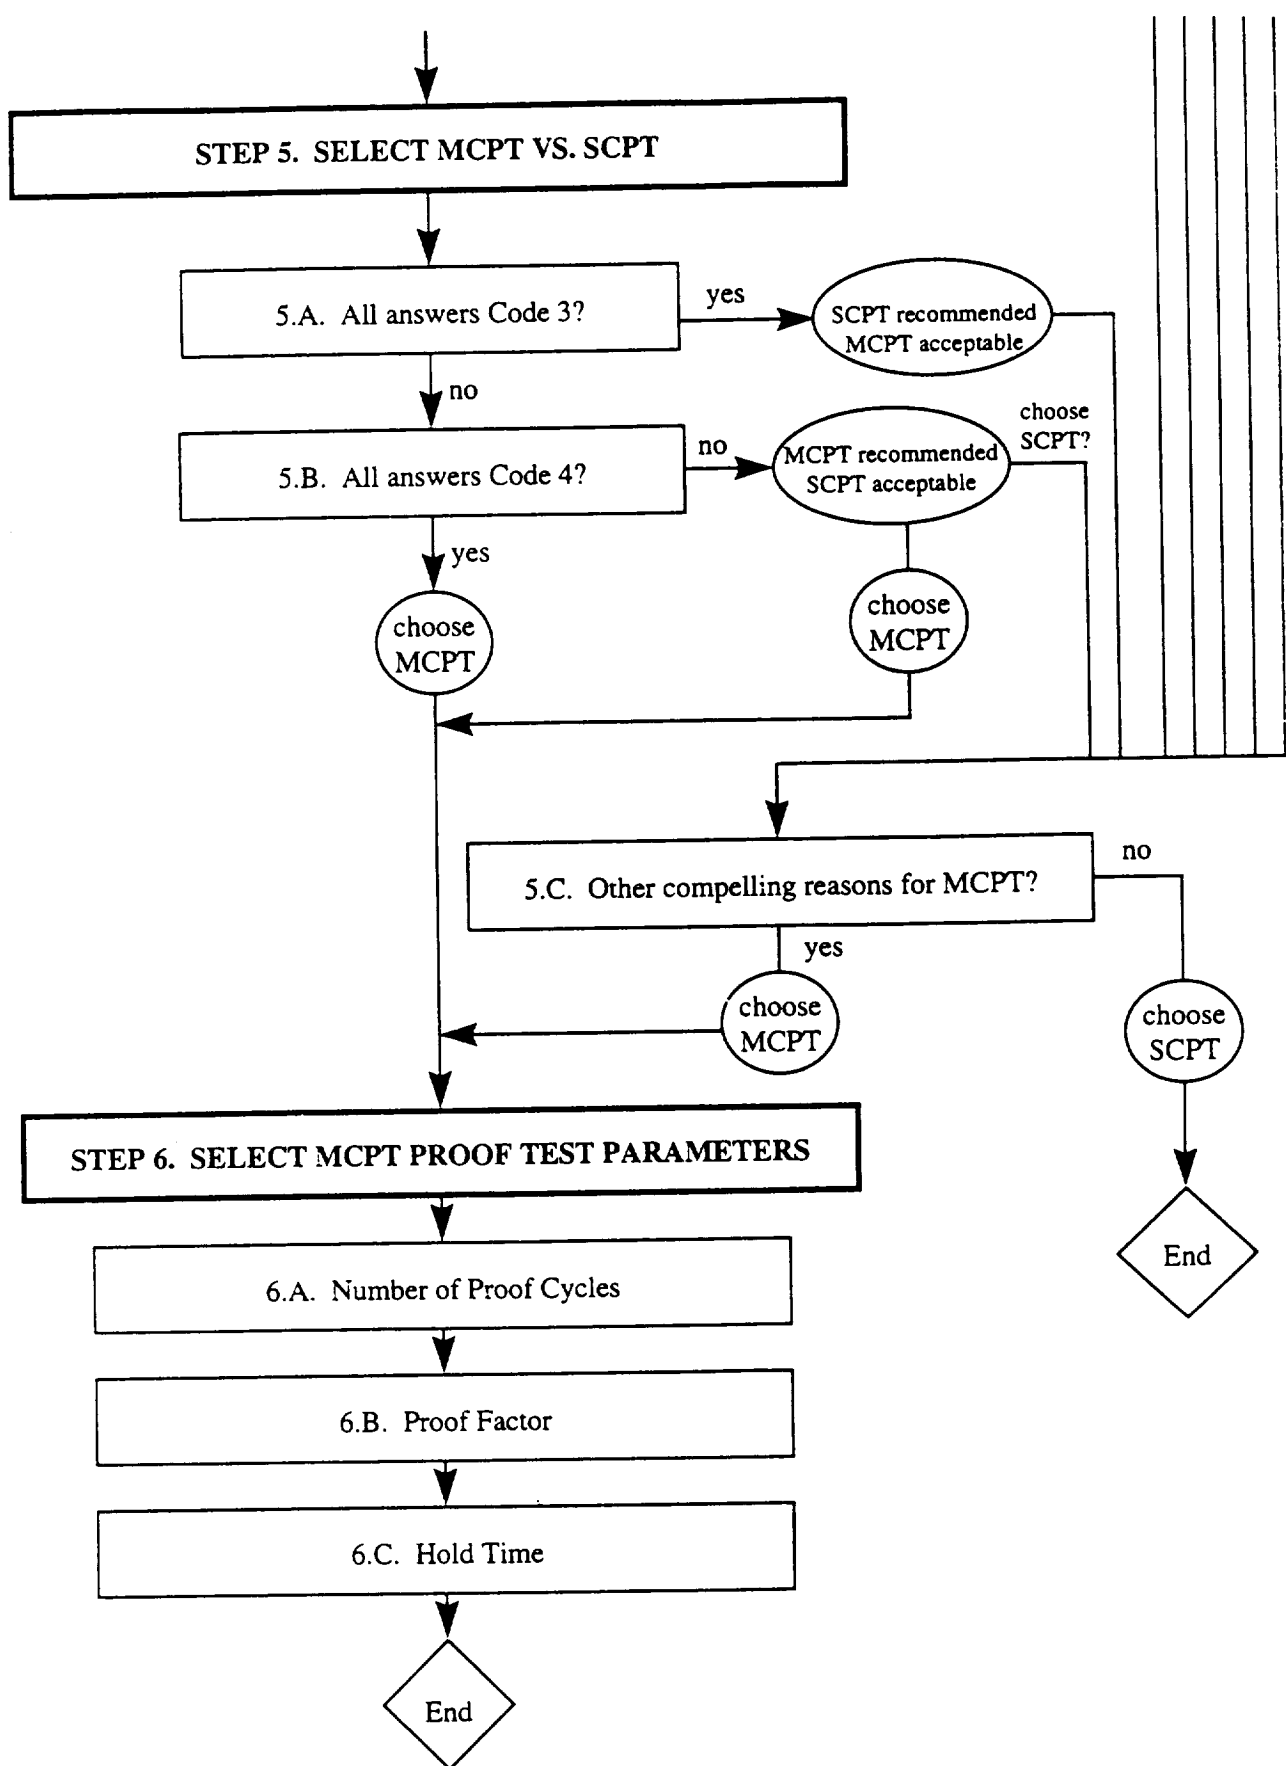 STEP 5. SELECT MCPT VS. SCPT
5.A. All answers Code 3?
yes
SCPT recommended
MCPT acceptable
no
5.B. All answers Code 4?
no
MCPT recommended
SCPT acceptable
choose
SCPT?
yes
choose
MCPT
choose
MCPT
5.C. Other compelling reasons for MCPT?
no
yes
choose
MCPT
choose
SCPT
End
STEP 6. SELECT MCPT PROOF TEST PARAMETERS
6.A. Number of Proof Cycles
6.B. Proof Factor
6.C. Hold Time
End